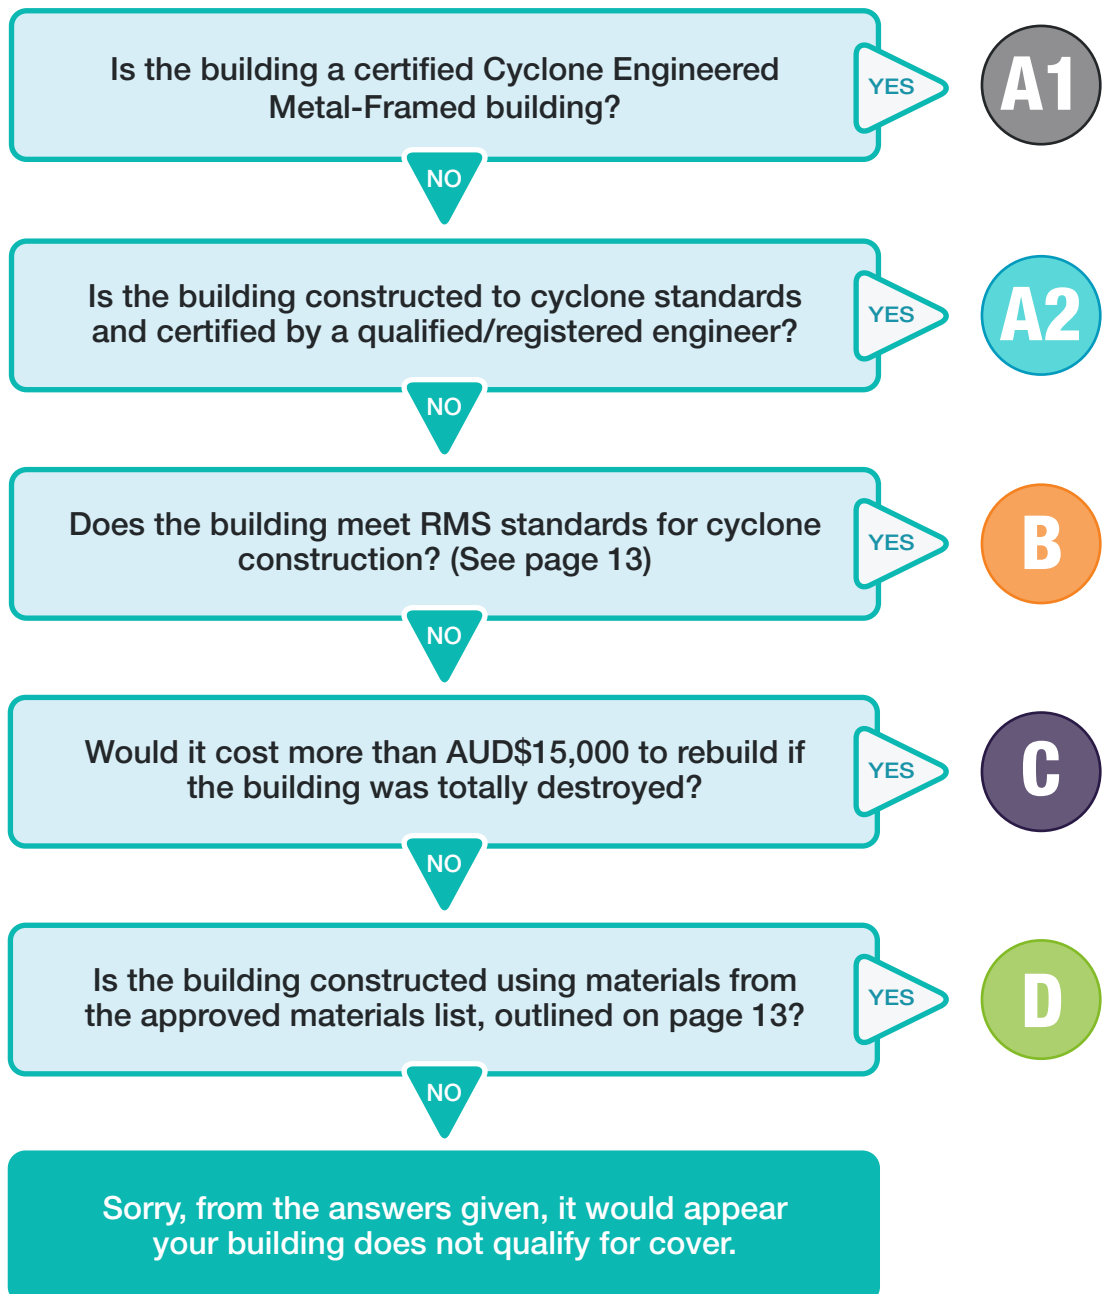 Is the building a certified Cyclone Engineered
Metal-Framed building?
YES
A1
NO
Is the building constructed to cyclone standards
and certified by a qualified/registered engineer?
YES
A2
NO
Does the building meet RMS standards for cyclone
construction? (See page 13)
YES
B
NO
Would it cost more than AUD$15,000 to rebuild if
the building was totally destroyed?
YES
C
NO
Is the building constructed using materials from
the approved materials list, outlined on page 13?
YES
D
NO
Sorry, from the answers given, it would appear
your building does not qualify for cover.